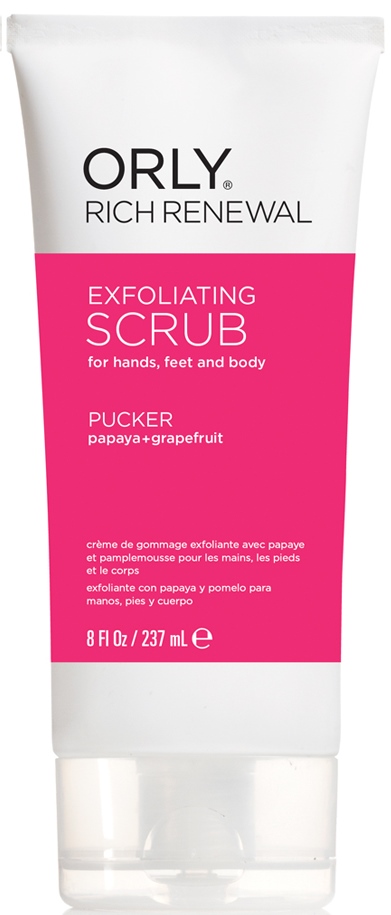 ORLY®
RICH RENEWAL
EXFOLIATING
SCRUB
for hands, feet and body
PUCKER
papaya+grapefruit
crème de gommage exfoliante avec papaye
et pamplemousse pour les mains, les pieds
et le corps
exfoliante con papaya y pomelo para
manos, pies y cuerpo
8 Fl Oz / 237 mL ℮